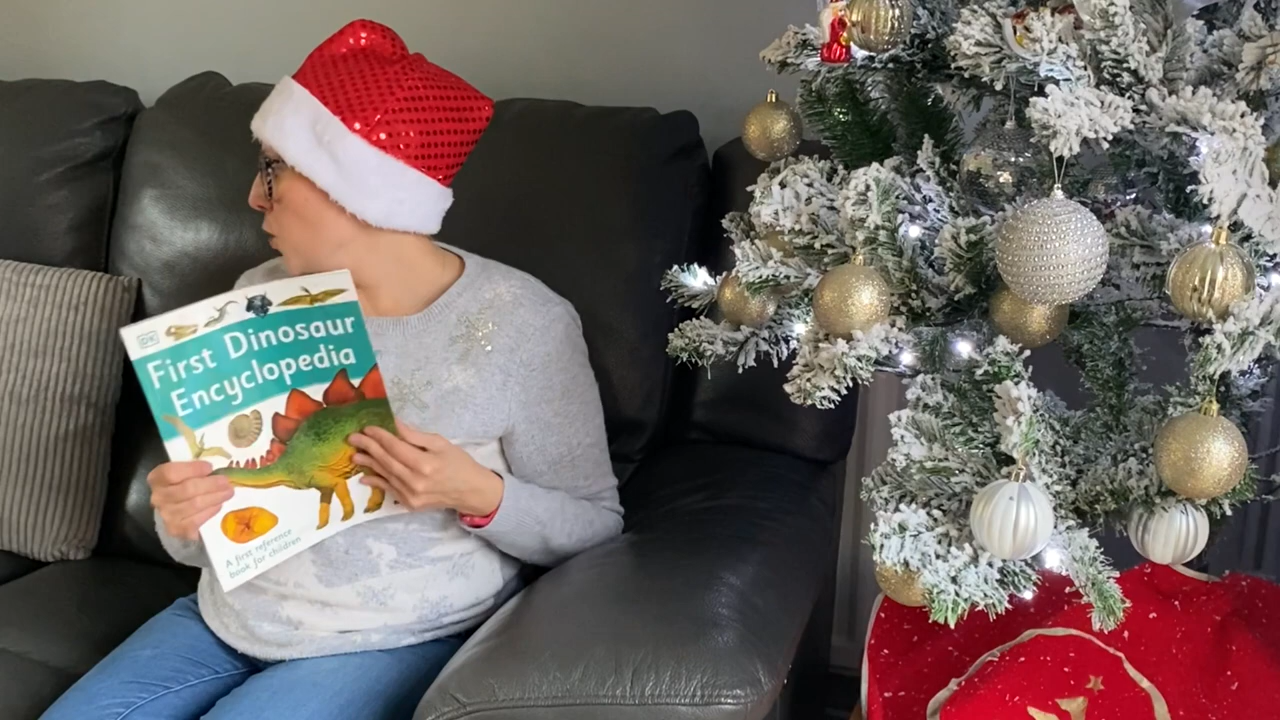 DK
First Dinosaur
Encyclopedia
A first reference
book for children